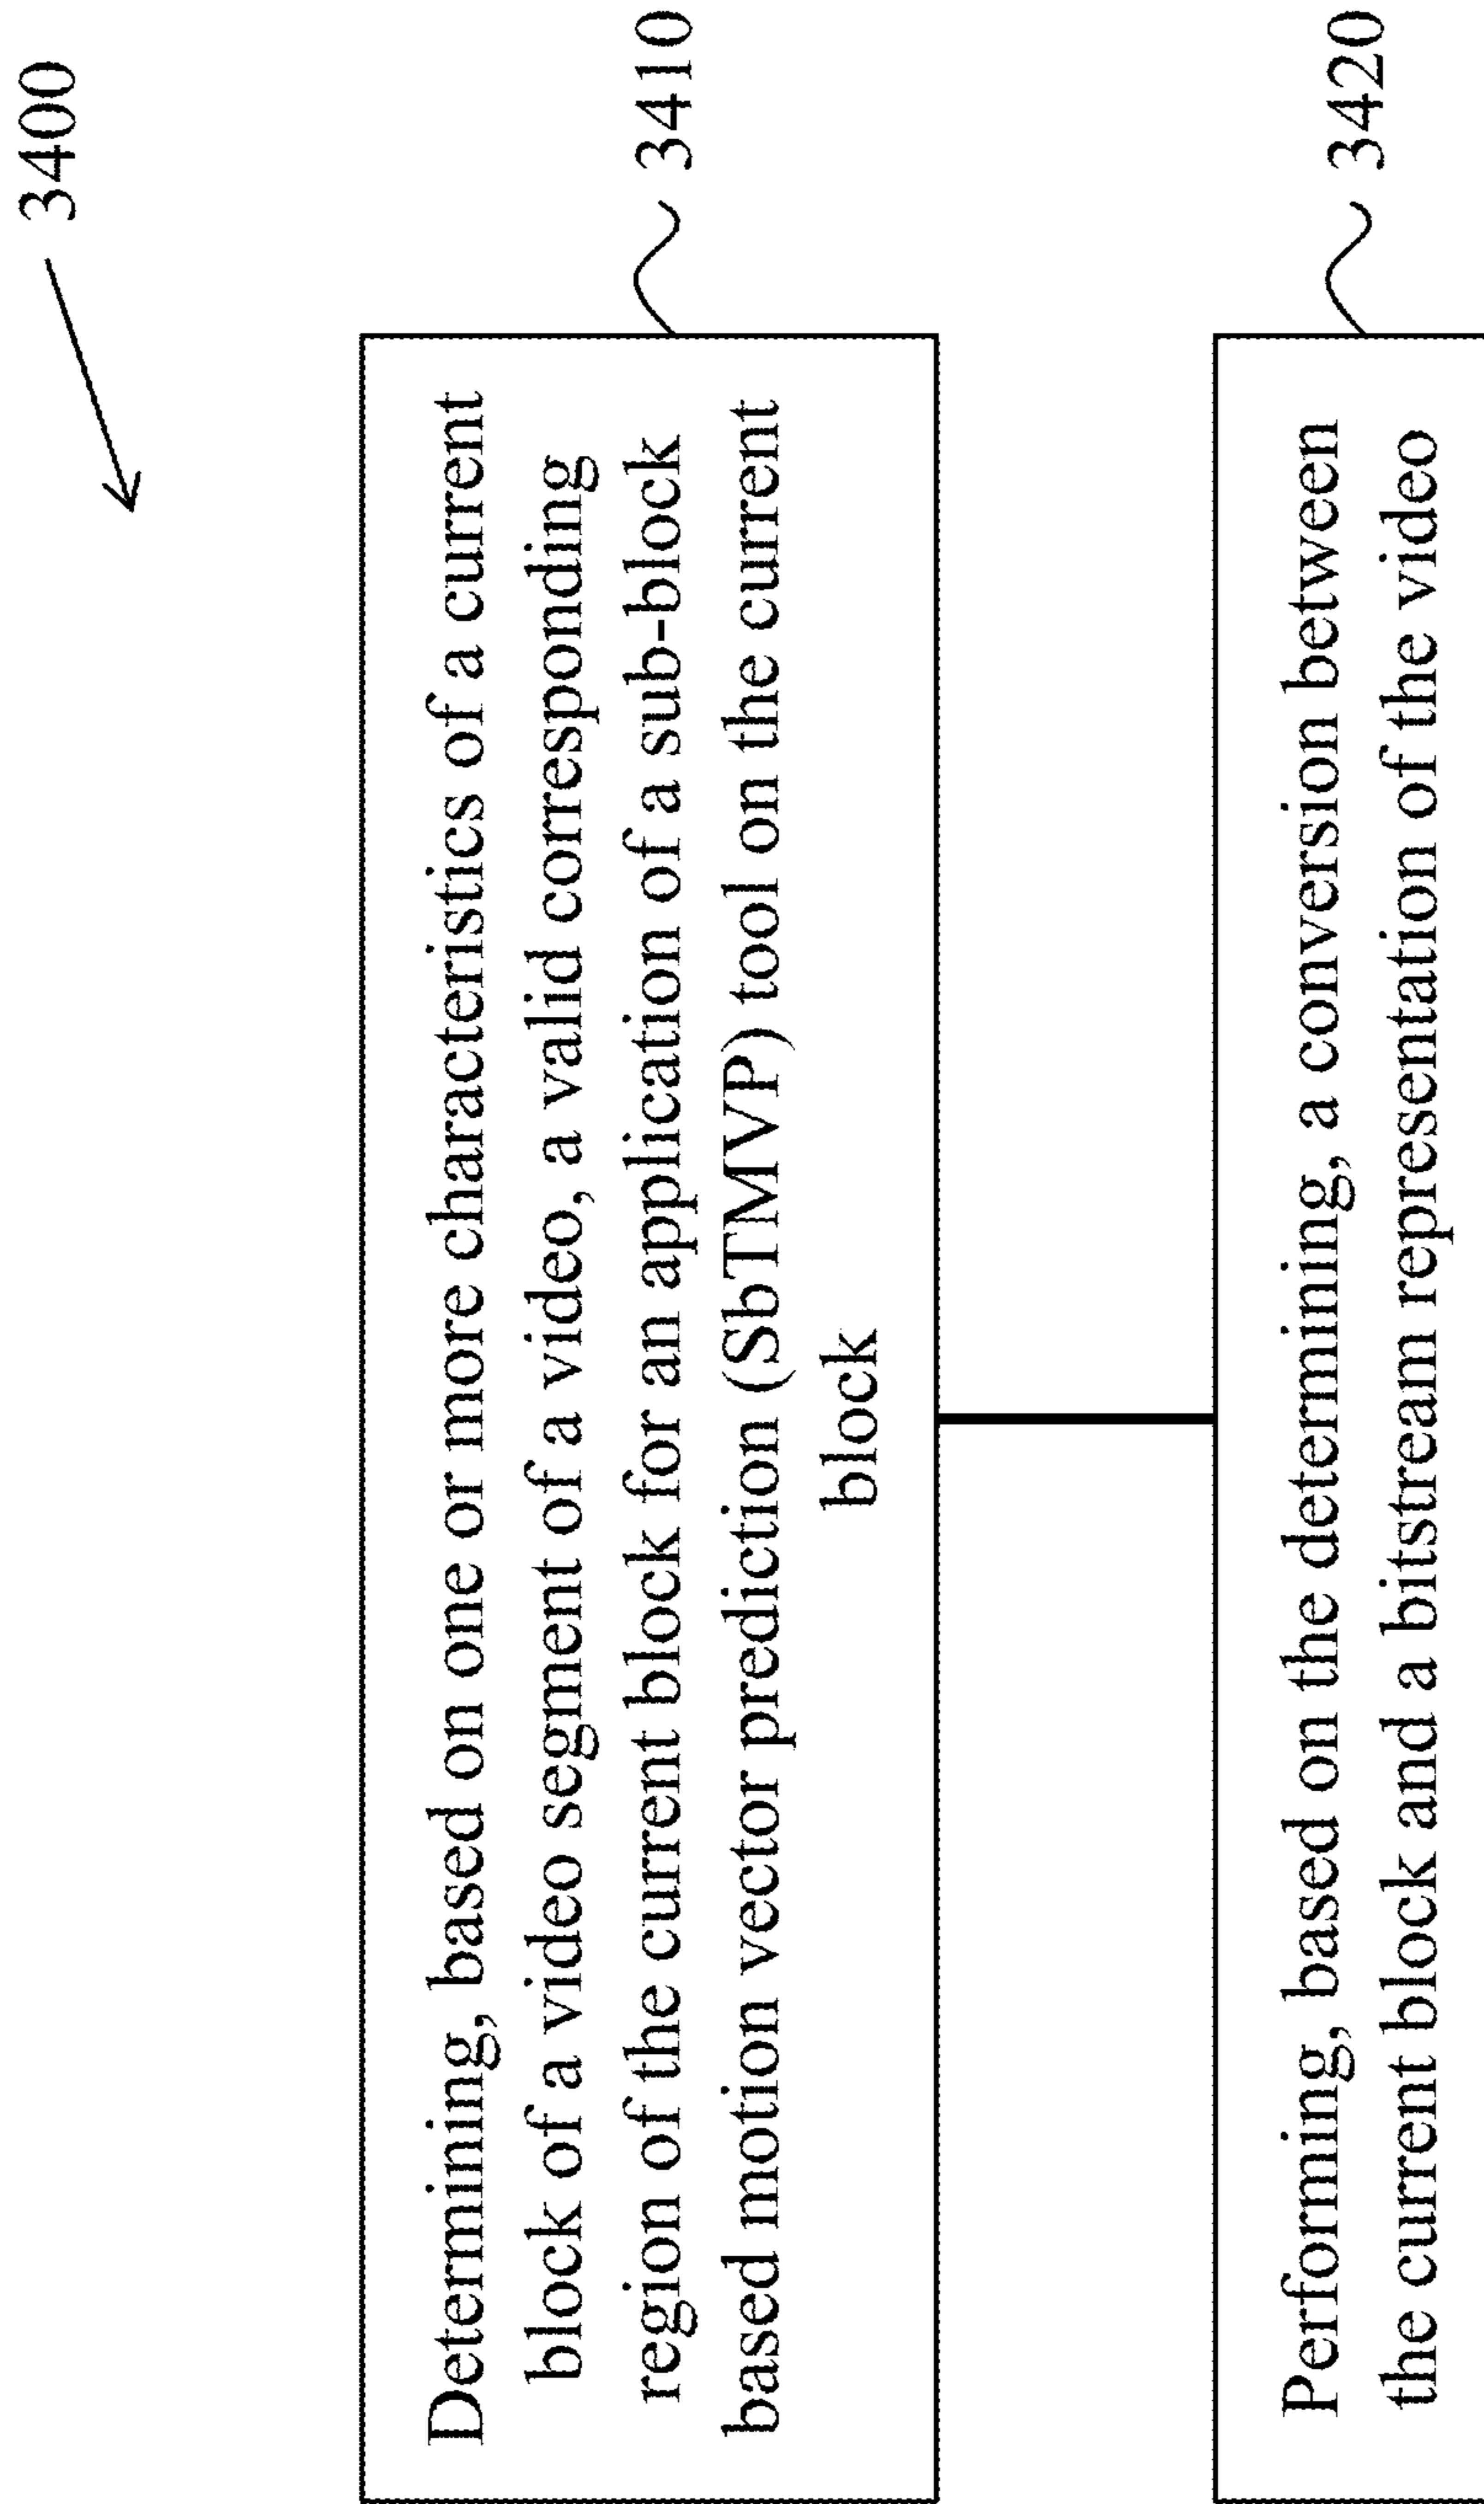 3400
Determining, based on one or more characteristics of a current
block of a video segment of a video, a valid corresponding
region of the current block for an application of a sub-block
based motion vector prediction (SbTMVP) tool on the current
block
3410
Performing, based on the determining, a conversion between
the current block and a bitstream representation of the video
3420